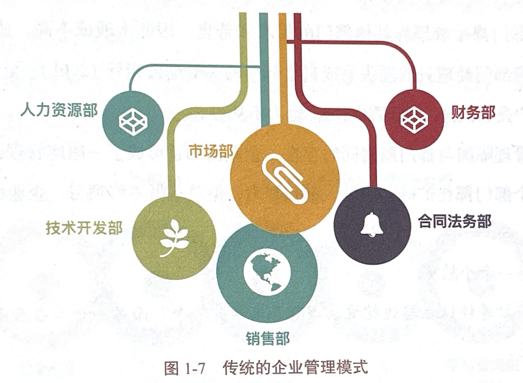 人力资源部
财务部
市场部
技术开发部
合同法务部
销售部
图 1-7 传统的企业管理模式